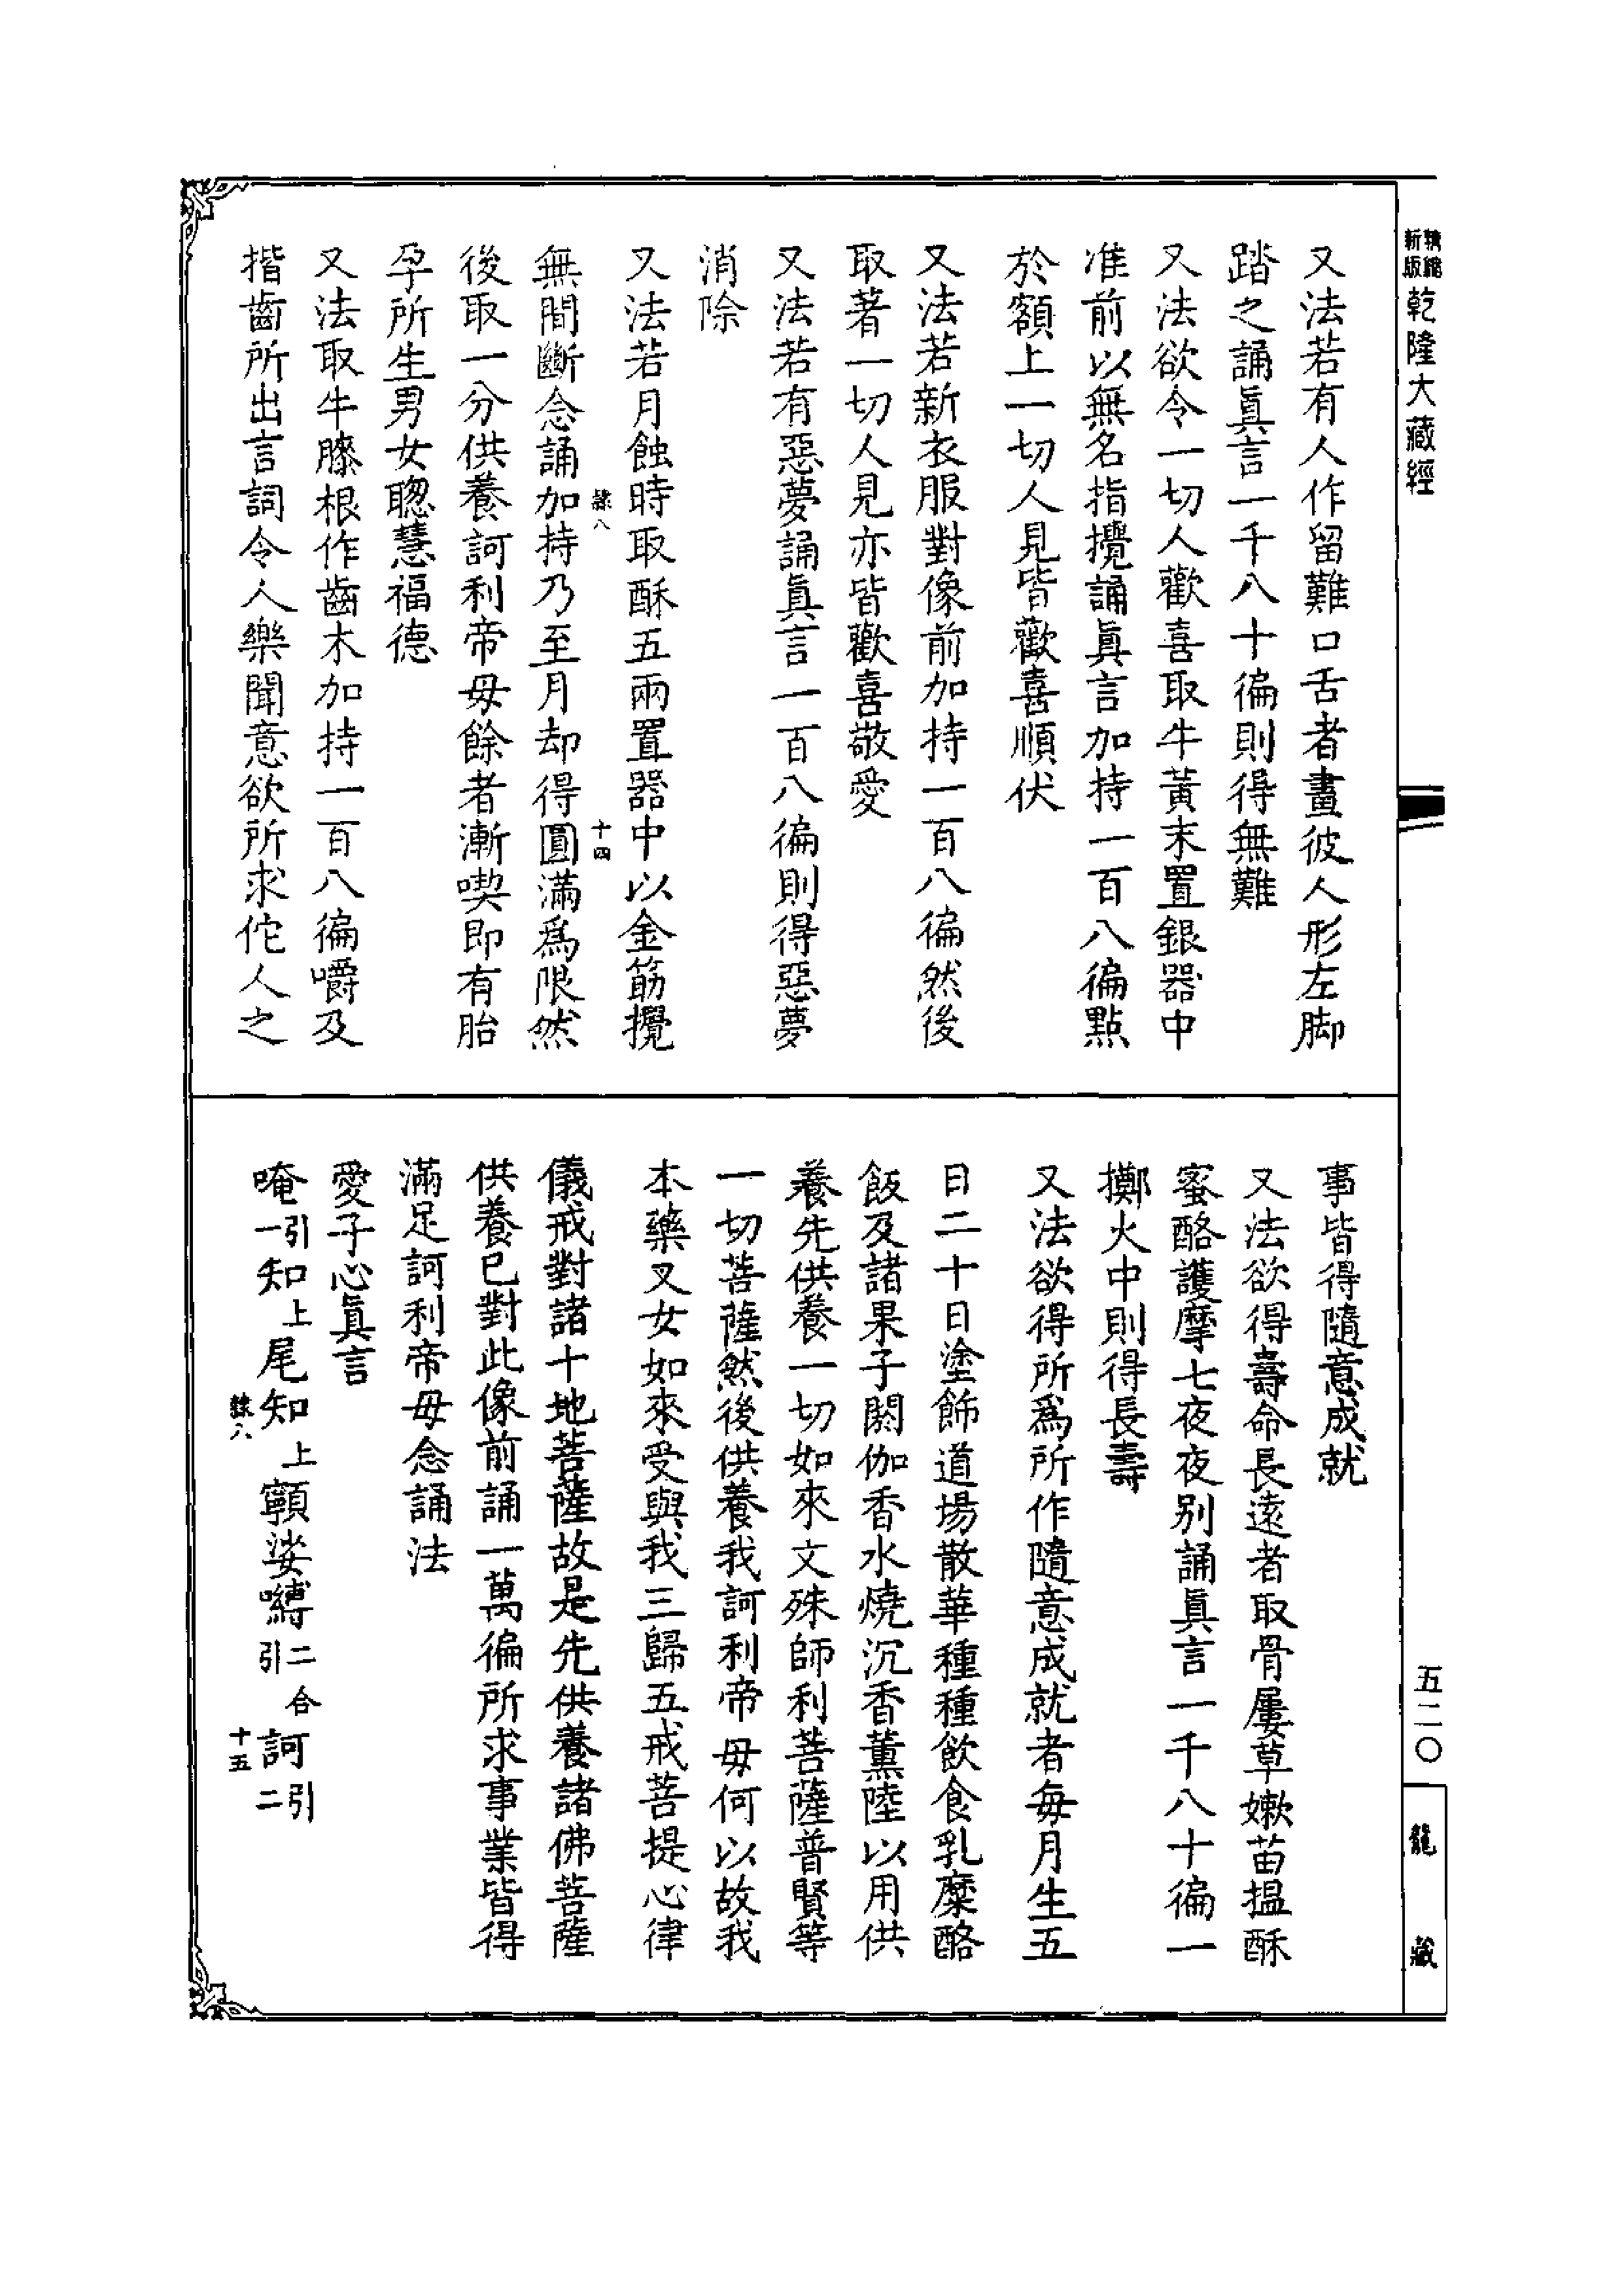 新版
乾隆大藏經
又法若有人作留難口舌者畫彼人形左脚
踏之誦眞言一千八十徧則得無難
又法欲令一切人歡喜取牛黃末置銀器中
准前以無名指攪誦眞言加持一百八徧點
於額上一切人見皆歡喜順伏
又法若新衣服對像前加持一百八徧然後
取著一切人見亦皆歡喜敬愛
又法若有惡夢誦眞言一百八徧則得惡夢
消除
又法若月蝕時取酥五兩置器中以金筯攪
隸八
十四
無間斷念誦加持乃至月却得圓滿爲限然
後取一分供養訶利帝母餘者漸喫即有胎
孕所生男女聰慧福德
又法取牛膝根作齒木加持一百八徧嚼及
揩齒所出言詞令人樂聞意欲所求佗人之
事皆得隨意成就
又法欲得壽命長遠者取骨屢草嫩苗搵酥
蜜酪護摩七夜夜別誦眞言一千八十徧一
擲火中則得長壽
又法欲得所爲所作隨意成就者每月生五
日二十日塗飾道場散華種種飲食乳糜酪
飯及諸果子閼伽香水燒沉香薰陸以用供
養先供養一切如來文殊師利菩薩普賢等
一切菩薩然後供養我訶利帝母何以故我
本藥叉女如來受與我三歸五戒菩提心律
儀戒對諸十地菩薩故是先供養諸佛菩薩
供養已對此像前誦一萬徧所求事業皆得
滿足訶利帝母念誦法
愛子心眞言
唵引一知上尾知上顊娑嚩二合引訶引二
隸八
十五
五二〇
龍藏